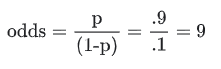 odds = p/(1-p) = .9/.1 = 9